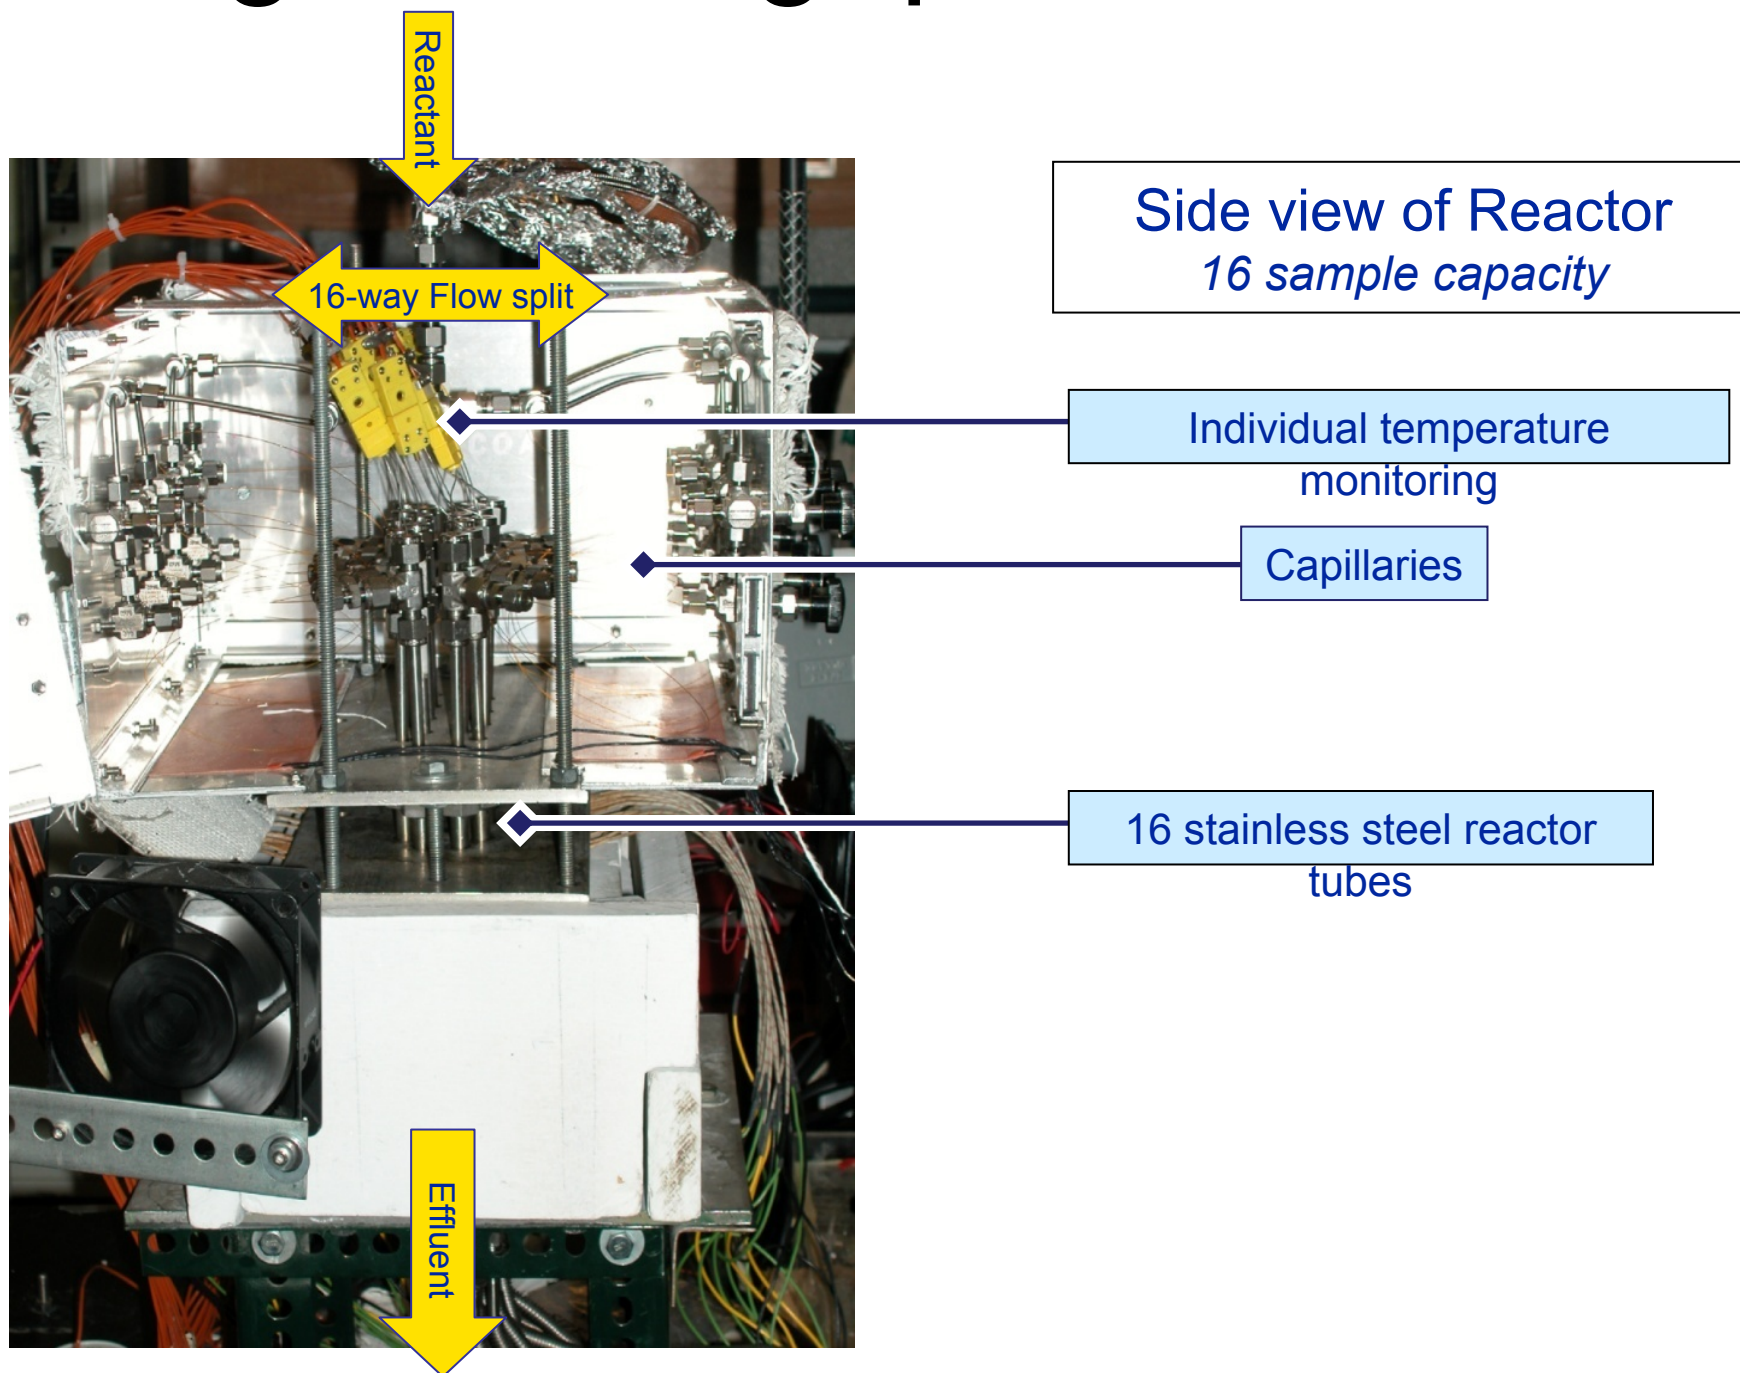 Reactant
Side view of Reactor
16 sample capacity
16-way Flow split
Individual temperature
monitoring
Capillaries
16 stainless steel reactor
tubes
Effluent